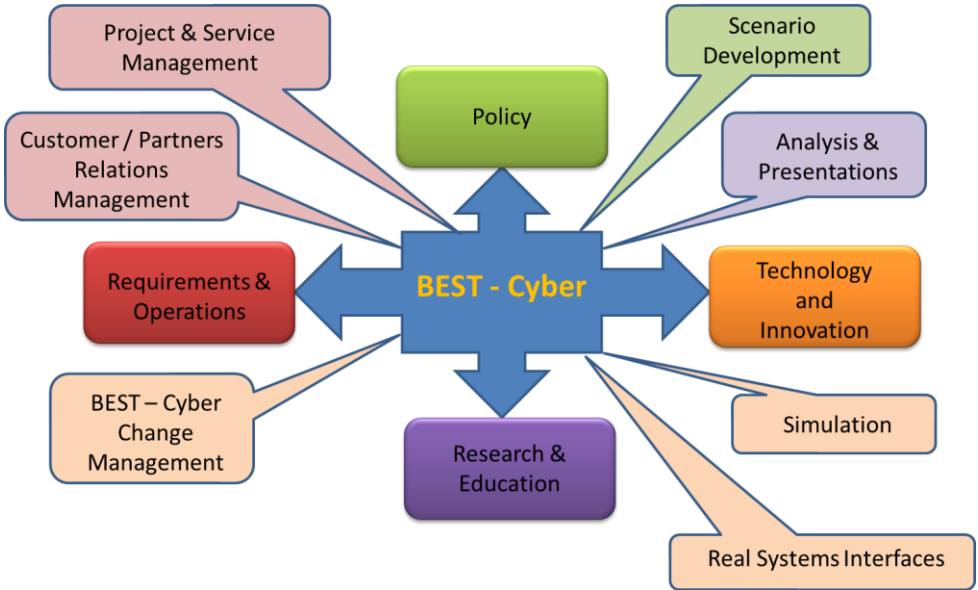 Project & Service
Management
Scenario
Development
Policy
Customer / Partners
Relations
Management
Analysis &
Presentations
Requirements &
Operations
BEST - Cyber
Technology
and
Innovation
BEST – Cyber
Change
Management
Research &
Education
Simulation
Real Systems Interfaces